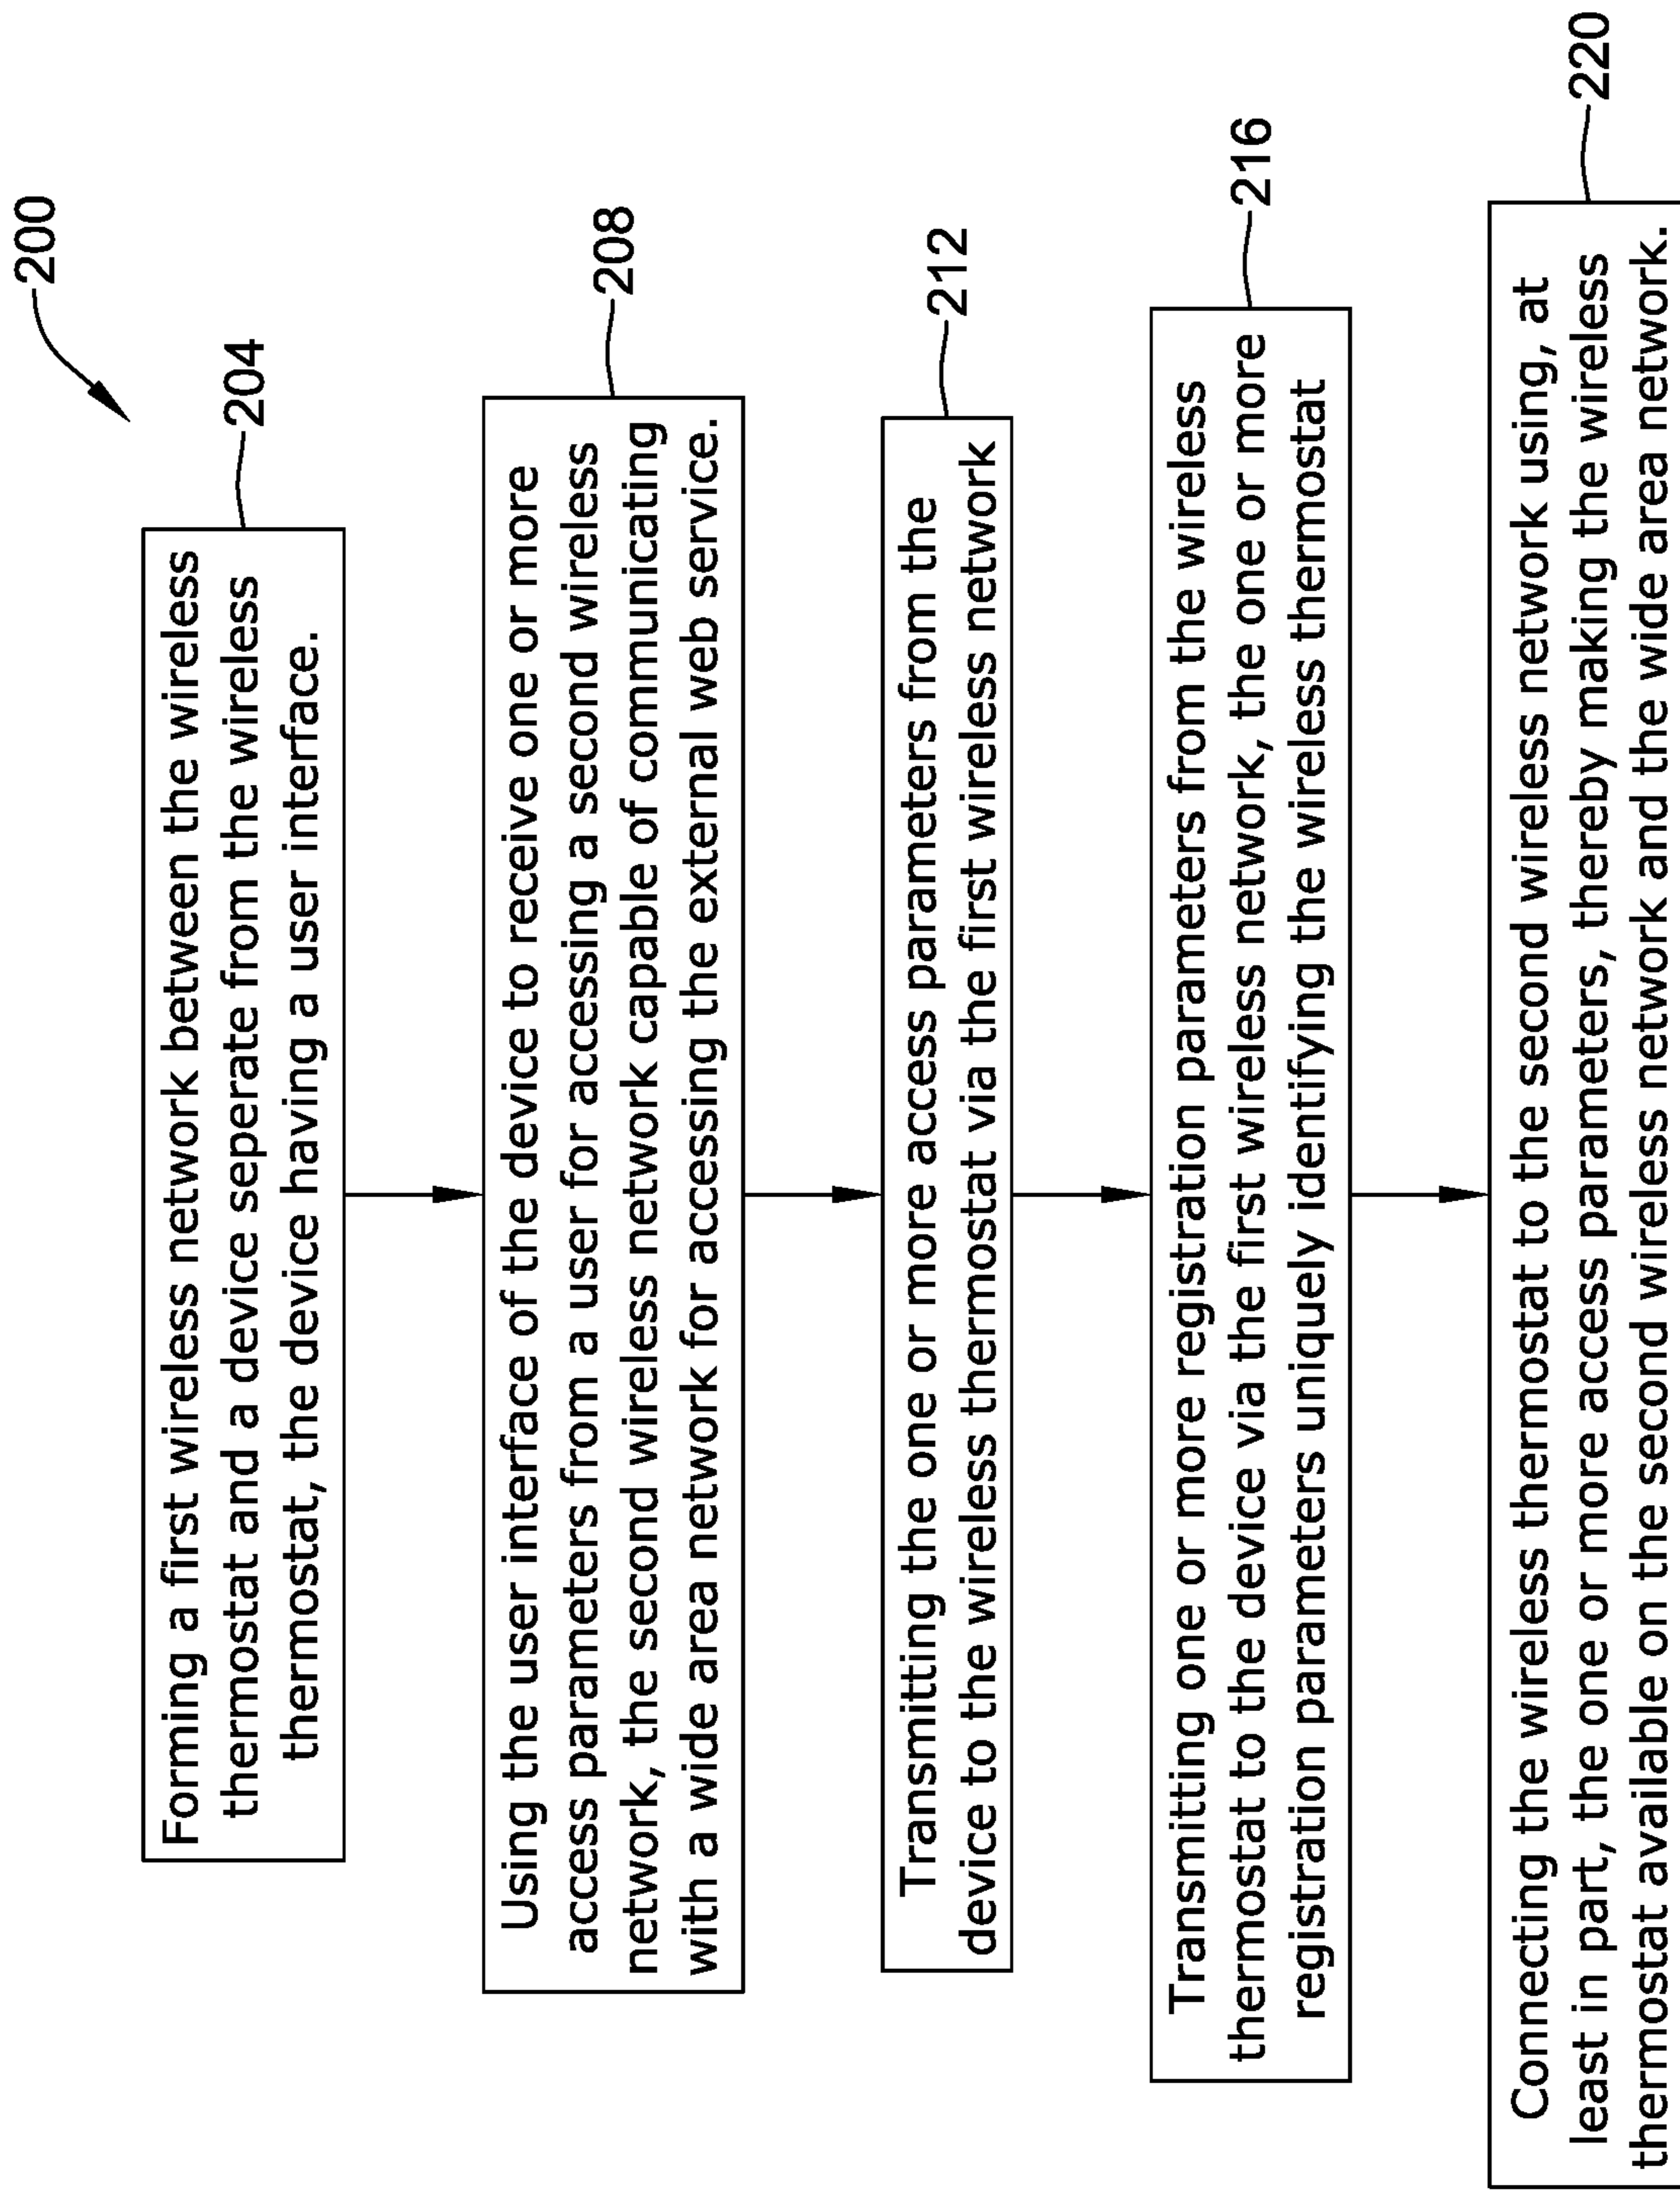 200
204
Forming a first wireless network between the wireless
thermostat and a device seperate from the wireless
thermostat, the device having a user interface.
208
Using the user interface of the device to receive one or more
access parameters from a user for accessing a second wireless
network, the second wireless network capable of communicating
with a wide area network for accessing the external web service.
212
Transmitting the one or more access parameters from the
device to the wireless thermostat via the first wireless network
216
Transmitting one or more registration parameters from the wireless
thermostat to the device via the first wireless network, the one or more
registration parameters uniquely identifying the wireless thermostat
220
Connecting the wireless thermostat to the second wireless network using, at
least in part, the one or more access parameters, thereby making the wireless
thermostat available on the second wireless network and the wide area network.